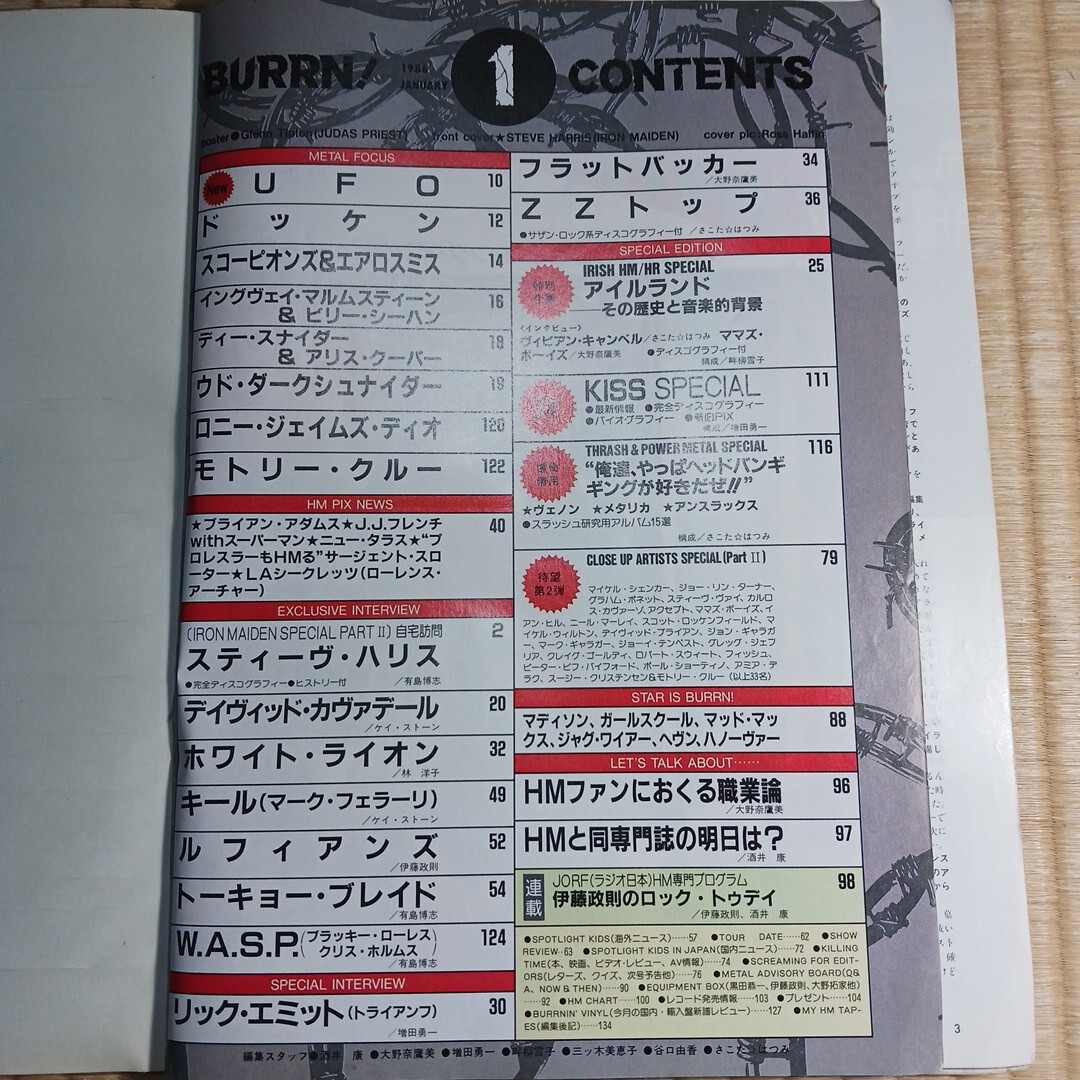 BURRN! 1986 JANUARY 1 CONTENTS
poster●Glenn Tipton(JUDAS PRIEST) front cover★STEVE HARRIS(IRON MAIDEN) cover pic:Ross Halfin
METAL FOCUS
New UFO 10
ドッケン 12
スコーピオンズ&エアロスミス 14
イングヴェイ・マルムスティーン
& ビリー・シーハン 16
ディー・スナイダー
& アリス・クーパー 18
ウド・ダークシュナイダー 19
ロニー・ジェイムズ・ディオ 120
モトリー・クルー 122
HM PIX NEWS
★ブライアン・アダムス★J.J.フレンチ 40
withスーパーマン★ニュー・タラス★“プ
ロレスラーもHMる”サージェント・スロ
ーター★LAシークレッツ(ローレンス・
アーチャー)
EXCLUSIVE INTERVIEW
(IRON MAIDEN SPECIAL PART II)自宅訪問 2
スティーヴ・ハリス
●完全ディスコグラフィー●ヒストリー付 /有島博志
デイヴィッド・カヴァデール 20
/ケイ・ストーン
ホワイト・ライオン 32
/林 洋子
キール(マーク・フェラーリ) 49
/ケイ・ストーン
ルフィアンズ 52
/伊藤政則
トーキョー・ブレイド 54
/有島博志
W.A.S.P.(ブラッキー・ローレス 124
クリス・ホルムス)
/有島博志
SPECIAL INTERVIEW
リック・エミット(トライアンフ) 30
/増田勇一
フラットバッカー 34
/大野奈鷹美
ZZトップ 36
●サザン・ロック系ディスコグラフィー付 /さこた☆はつみ
SPECIAL EDITION
特別企画
IRISH HM/HR SPECIAL 25
アイルランド
——その歴史と音楽的背景
〈インタビュー〉
ヴィビアン・キャンベル/さこた☆はつみ ママズ・
ボーイズ/大野奈鷹美 ●ディスコグラフィー付
構成/畔柳雪子
KISS SPECIAL 111
●最新情報 ●完全ディスコグラフィー
●バイオ・グラフィー ●新旧PIX
構成/増田勇一
THRASH & POWER METAL SPECIAL 116
“俺達、やっぱヘッドバンギ
ギングが好きだぜ!!”
★ヴェノン ★メタリカ ★アンスラックス
●スラッシュ研究用アルバム15選
構成/さこた☆はつみ
待望
第2弾
CLOSE UP ARTISTS SPECIAL(Part II) 79
マイケル・シェンカー、ジョー・リン・ターナー、
グラハム・ボネット、スティーヴ・ヴァイ、カルロ
ス・カヴァーゾ、アクセプト、ママズ・ボーイズ、イ
アン・ヒル、ニール・マーレイ、スコット・ロッケンフィールド、マ
イケル・ウィルトン、デイヴィッド・ブライアン、ジョン・ギャラガ
ー、マーク・ギャラガー、ジョーイ・テンペスト、グレッグ・ジェフ
リア、クレイグ・ゴールディ、ロバート・スウィート、フィッシュ、
ピーター・ビフ・バイフォード、ポール・ショーティノ、アミア・デ
ラク、スージー・クリステンセン&モトリー・クルー(以上33名)
STAR IS BURRN!
マディソン、ガールスクール、マッド・マッ 88
クス、ジャグ・ワイアー、ヘヴン、ハノーヴァー
LET'S TALK ABOUT……
HMファンにおくる職業論 96
/大野奈鷹美
HMと同専門誌の明日は? 97
/酒井 康
連載
JORF(ラジオ日本)HM専門プログラム 98
伊藤政則のロック・トゥデイ
/伊藤政則、酒井 康
●SPOTLIGHT KIDS(海外ニュース)……57 ●TOUR DATE……62 ●SHOW
REVIEW…63 ●SPOTLIGHT KIDS IN JAPAN(国内ニュース)……72 ●KILLING
TIME(本、映画、ビデオ・レビュー、AV情報)……74 ●SCREAMING FOR EDIT-
ORS(レターズ、クイズ、次号予告他)……76 ●METAL ADVISORY BOARD(Q&
A、NOW & THEN)……90 ●EQUIPMENT BOX(黒田恭一、伊藤政則、大野拓家他)
……92 ●HM CHART……100 ●レコード発売情報……103 ●プレゼント……104
●BURRNIN' VINYL(今月の国内・輸入盤新譜レビュー)……127 ●MY HM TAP-
ES(編集後記)……134
編集スタッフ●酒井 康●大野奈鷹美●増田勇一●畔柳雪子●三ッ木美恵子●谷口由香●さこた☆はつみ
3